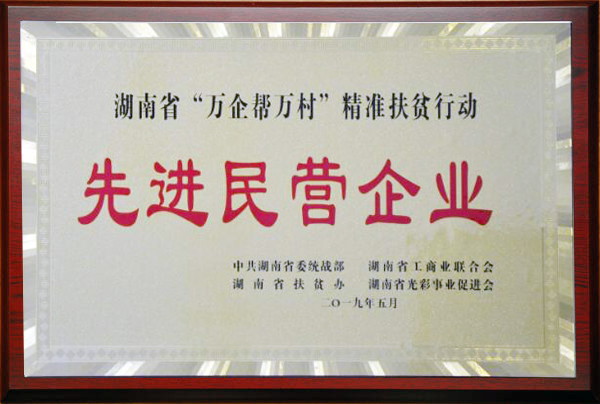 湖南省“万企帮万村”精准扶贫行动
先进民营企业
中共湖南省委统战部 湖南省工商业联合会
湖南省扶贫办 湖南省光彩事业促进会
二〇一九年五月